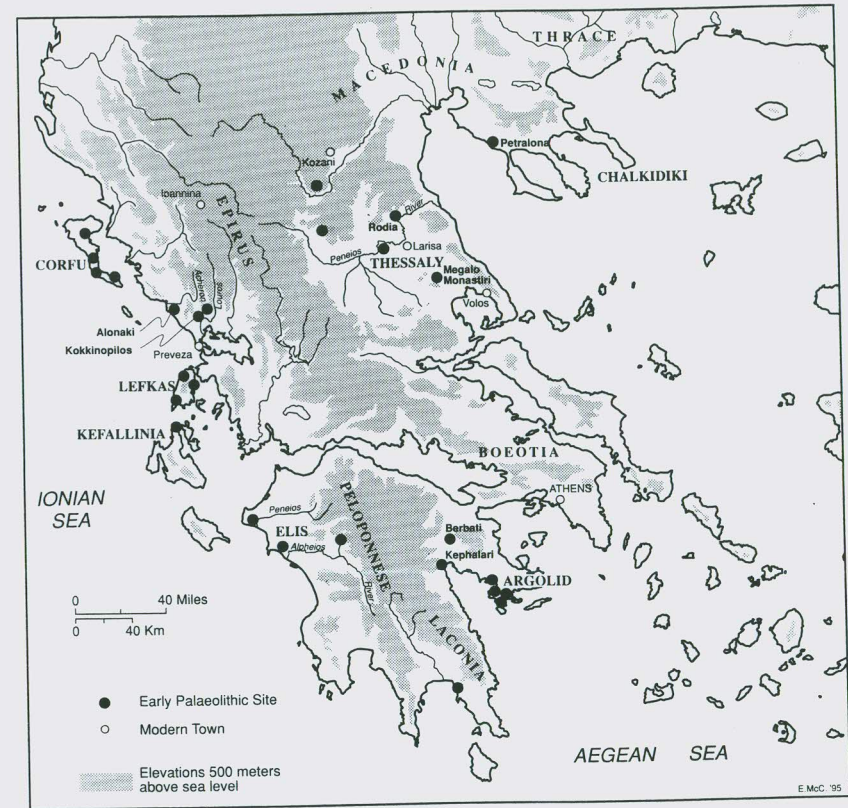 THRACE
MACEDONIA
Petralona
Kozani
CHALKIDIKI
Ioannina
EPIRUS
River
Rodia
Larisa
Peneios
THESSALY
CORFU
Megalo
Monastiri
Volos
Acheron
Louros
Alonaki
Kokkinopilos
Preveza
LEFKAS
KEFALLINIA
BOEOTIA
ATHENS
IONIAN
SEA
PELOPONNESE
Peneios
ELIS
Alpheios
River
Berbati
Kephalari
ARGOLID
LACONIA
0 40 Miles
0 40 Km
Early Palaeolithic Site
Modern Town
Elevations 500 meters
above sea level
AEGEAN SEA
E.McC. '95